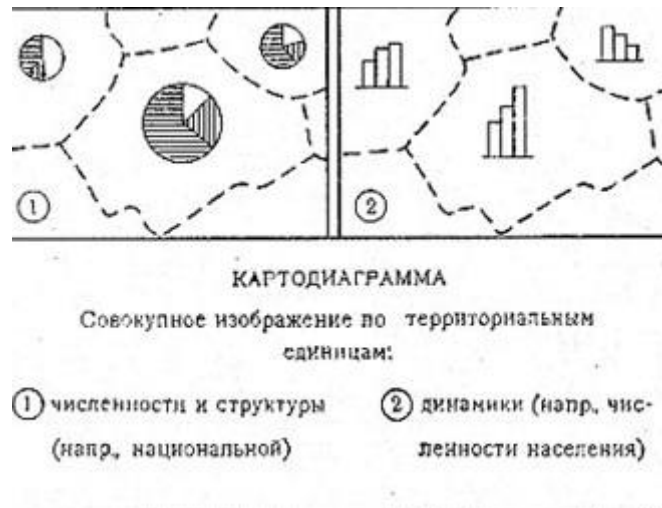 ①
②
КАРТОДИАГРАММА
Совокупное изображение по территориальным
единицам:
① численности и структуры
(напр., национальной)
② динамики (напр., чис-
ленности населения)